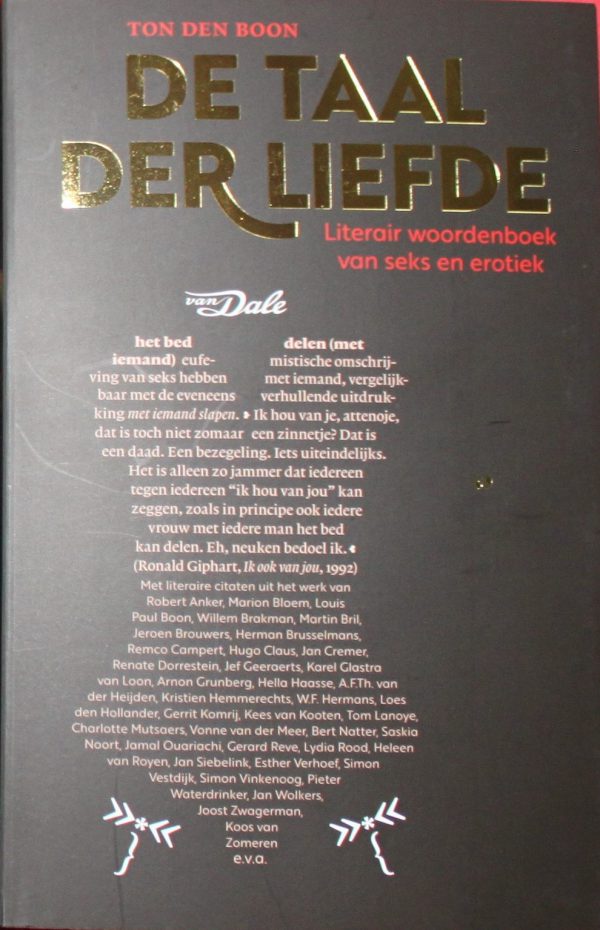 TON DEN BOON
DE TAAL
DER LIEFDE
Literair woordenboek
van seks en erotiek
van Dale
het bed delen (met
iemand) eufe- mistische omschrij-
ving van seks hebben met iemand, vergelijk-
baar met de eveneens verhullende uitdruk-
king met iemand slapen. Ik hou van je, attenoje,
dat is toch niet zomaar een zinnetje? Dat is
een daad. Een bezegeling. Iets uiteindelijks.
Het is alleen zo jammer dat iedereen
tegen iedereen “ik hou van jou” kan
zeggen, zoals in principe ook iedere
vrouw met iedere man het bed
kan delen. Eh, neuken bedoel ik.
(Ronald Giphart, Ik ook van jou, 1992)
Met literaire citaten uit het werk van
Robert Anker, Marion Bloem, Louis
Paul Boon, Willem Brakman, Martin Bril,
Jeroen Brouwers, Herman Brusselmans,
Remco Campert, Hugo Claus, Jan Cremer,
Renate Dorrestein, Jef Geeraerts, Karel Glastra
van Loon, Arnon Grunberg, Hella Haasse, A.F.Th. van
der Heijden, Kristien Hemmerechts, W.F. Hermans, Loes
den Hollander, Gerrit Komrij, Kees van Kooten, Tom Lanoye,
Charlotte Mutsaers, Vonne van der Meer, Bert Natter, Saskia
Noort, Jamal Ouariachi, Gerard Reve, Lydia Rood, Heleen
van Royen, Jan Siebelink, Esther Verhoef, Simon
Vestdijk, Simon Vinkenoog, Pieter
Waterdrinker, Jan Wolkers,
Joost Zwagerman,
Koos van
Zomeren
e.v.a.